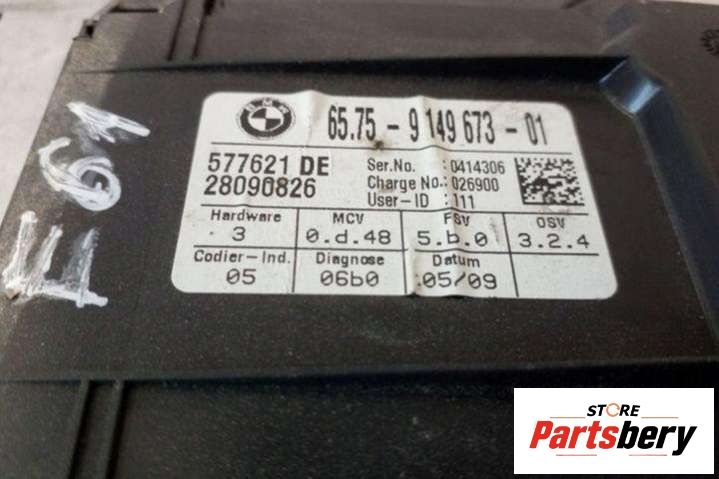 E61
BMW
65.75 - 9 149 673 - 01
577621 DE
28090826
Ser.No. :0414306
Charge No.:026900
User-ID :111
Hardware MCV FSV OSV
3 0.d.48 5.b.0 3.2.4
Codier-Ind. Diagnose Datum
05 06b0 05/09
STORE
Partsbery